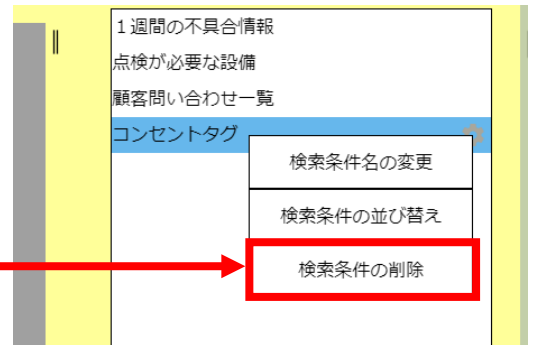 １週間の不具合情報
点検が必要な設備
顧客問い合わせ一覧
コンセントタグ
検索条件名の変更
検索条件の並び替え
検索条件の削除